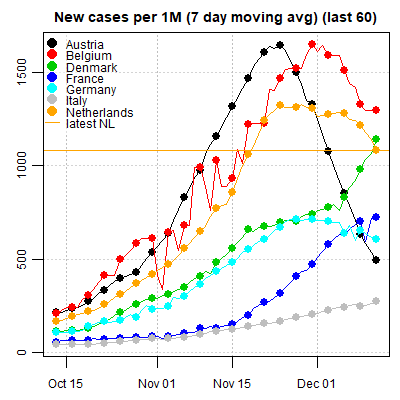 New cases per 1M (7 day moving avg) (last 60)
Austria
Belgium
Denmark
France
Germany
Italy
Netherlands
latest NL
1500
1000
500
0
Oct 15
Nov 01
Nov 15
Dec 01